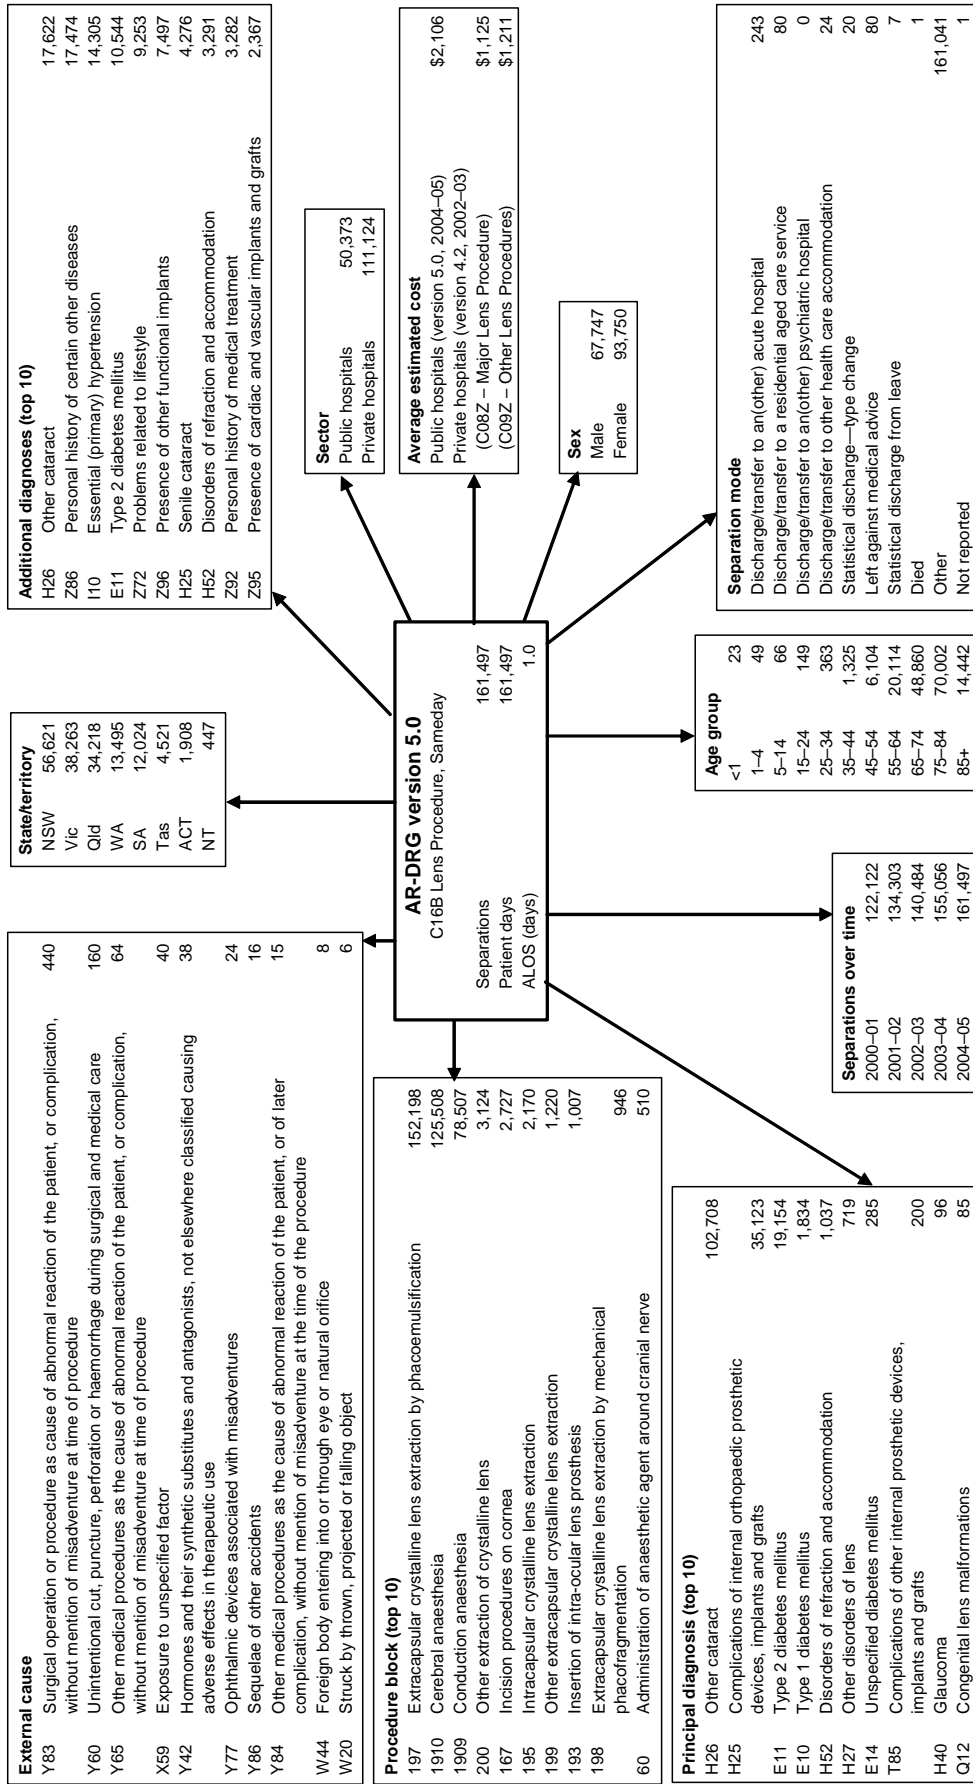 External cause
Y83 Surgical operation or procedure as cause of abnormal reaction of the patient, or complication, 440
without mention of misadventure at time of procedure
Y60 Unintentional cut, puncture, perforation or haemorrhage during surgical and medical care 160
Y65 Other medical procedures as the cause of abnormal reaction of the patient, or complication, 64
without mention of misadventure at time of procedure
X59 Exposure to unspecified factor 40
Y42 Hormones and their synthetic substitutes and antagonists, not elsewhere classified causing 38
adverse effects in therapeutic use
Y77 Ophthalmic devices associated with misadventures 24
Y86 Sequelae of other accidents 16
Y84 Other medical procedures as the cause of abnormal reaction of the patient, or of later 15
complication, without mention of misadventure at the time of the procedure
W44 Foreign body entering into or through eye or natural orifice 8
W20 Struck by thrown, projected or falling object 6
State/territory
NSW 56,621
Vic 38,263
Qld 34,218
WA 13,495
SA 12,024
Tas 4,521
ACT 1,908
NT 447
Additional diagnoses (top 10)
H26 Other cataract 17,622
Z86 Personal history of certain other diseases 17,474
I10 Essential (primary) hypertension 14,305
E11 Type 2 diabetes mellitus 10,544
Z72 Problems related to lifestyle 9,253
Z96 Presence of other functional implants 7,497
H25 Senile cataract 4,276
H52 Disorders of refraction and accommodation 3,291
Z92 Personal history of medical treatment 3,282
Z95 Presence of cardiac and vascular implants and grafts 2,367
Procedure block (top 10)
197 Extracapsular crystalline lens extraction by phacoemulsification 152,198
1910 Cerebral anaesthesia 125,508
1909 Conduction anaesthesia 78,507
200 Other extraction of crystalline lens 3,124
167 Incision procedures on cornea 2,727
195 Intracapsular crystalline lens extraction 2,170
199 Other extracapsular crystalline lens extraction 1,220
193 Insertion of intra-ocular lens prosthesis 1,007
198 Extracapsular crystalline lens extraction by mechanical
phacofragmentation 946
60 Administration of anaesthetic agent around cranial nerve 510
AR-DRG version 5.0
C16B Lens Procedure, Sameday
Separations 161,497
Patient days 161,497
ALOS (days) 1.0
Sector
Public hospitals 50,373
Private hospitals 111,124
Average estimated cost
Public hospitals (version 5.0, 2004–05) $2,106
Private hospitals (version 4.2, 2002–03)
(C08Z – Major Lens Procedure) $1,125
(C09Z – Other Lens Procedures) $1,211
Sex
Male 67,747
Female 93,750
Principal diagnosis (top 10)
H26 Other cataract 102,708
H25 Complications of internal orthopaedic prosthetic
devices, implants and grafts 35,123
E11 Type 2 diabetes mellitus 19,154
E10 Type 1 diabetes mellitus 1,834
H52 Disorders of refraction and accommodation 1,037
H27 Other disorders of lens 719
E14 Unspecified diabetes mellitus 285
T85 Complications of other internal prosthetic devices,
implants and grafts 200
H40 Glaucoma 96
Q12 Congenital lens malformations 85
Separations over time
2000–01 122,122
2001–02 134,303
2002–03 140,484
2003–04 155,056
2004–05 161,497
Age group
<1 23
1–4 49
5–14 66
15–24 149
25–34 363
35–44 1,325
45–54 6,104
55–64 20,114
65–74 48,860
75–84 70,002
85+ 14,442
Separation mode
Discharge/transfer to an(other) acute hospital 243
Discharge/transfer to a residential aged care service 80
Discharge/transfer to an(other) psychiatric hospital 0
Discharge/transfer to other health care accommodation 24
Statistical discharge—type change 20
Left against medical advice 80
Statistical discharge from leave 7
Died 1
Other 161,041
Not reported 1